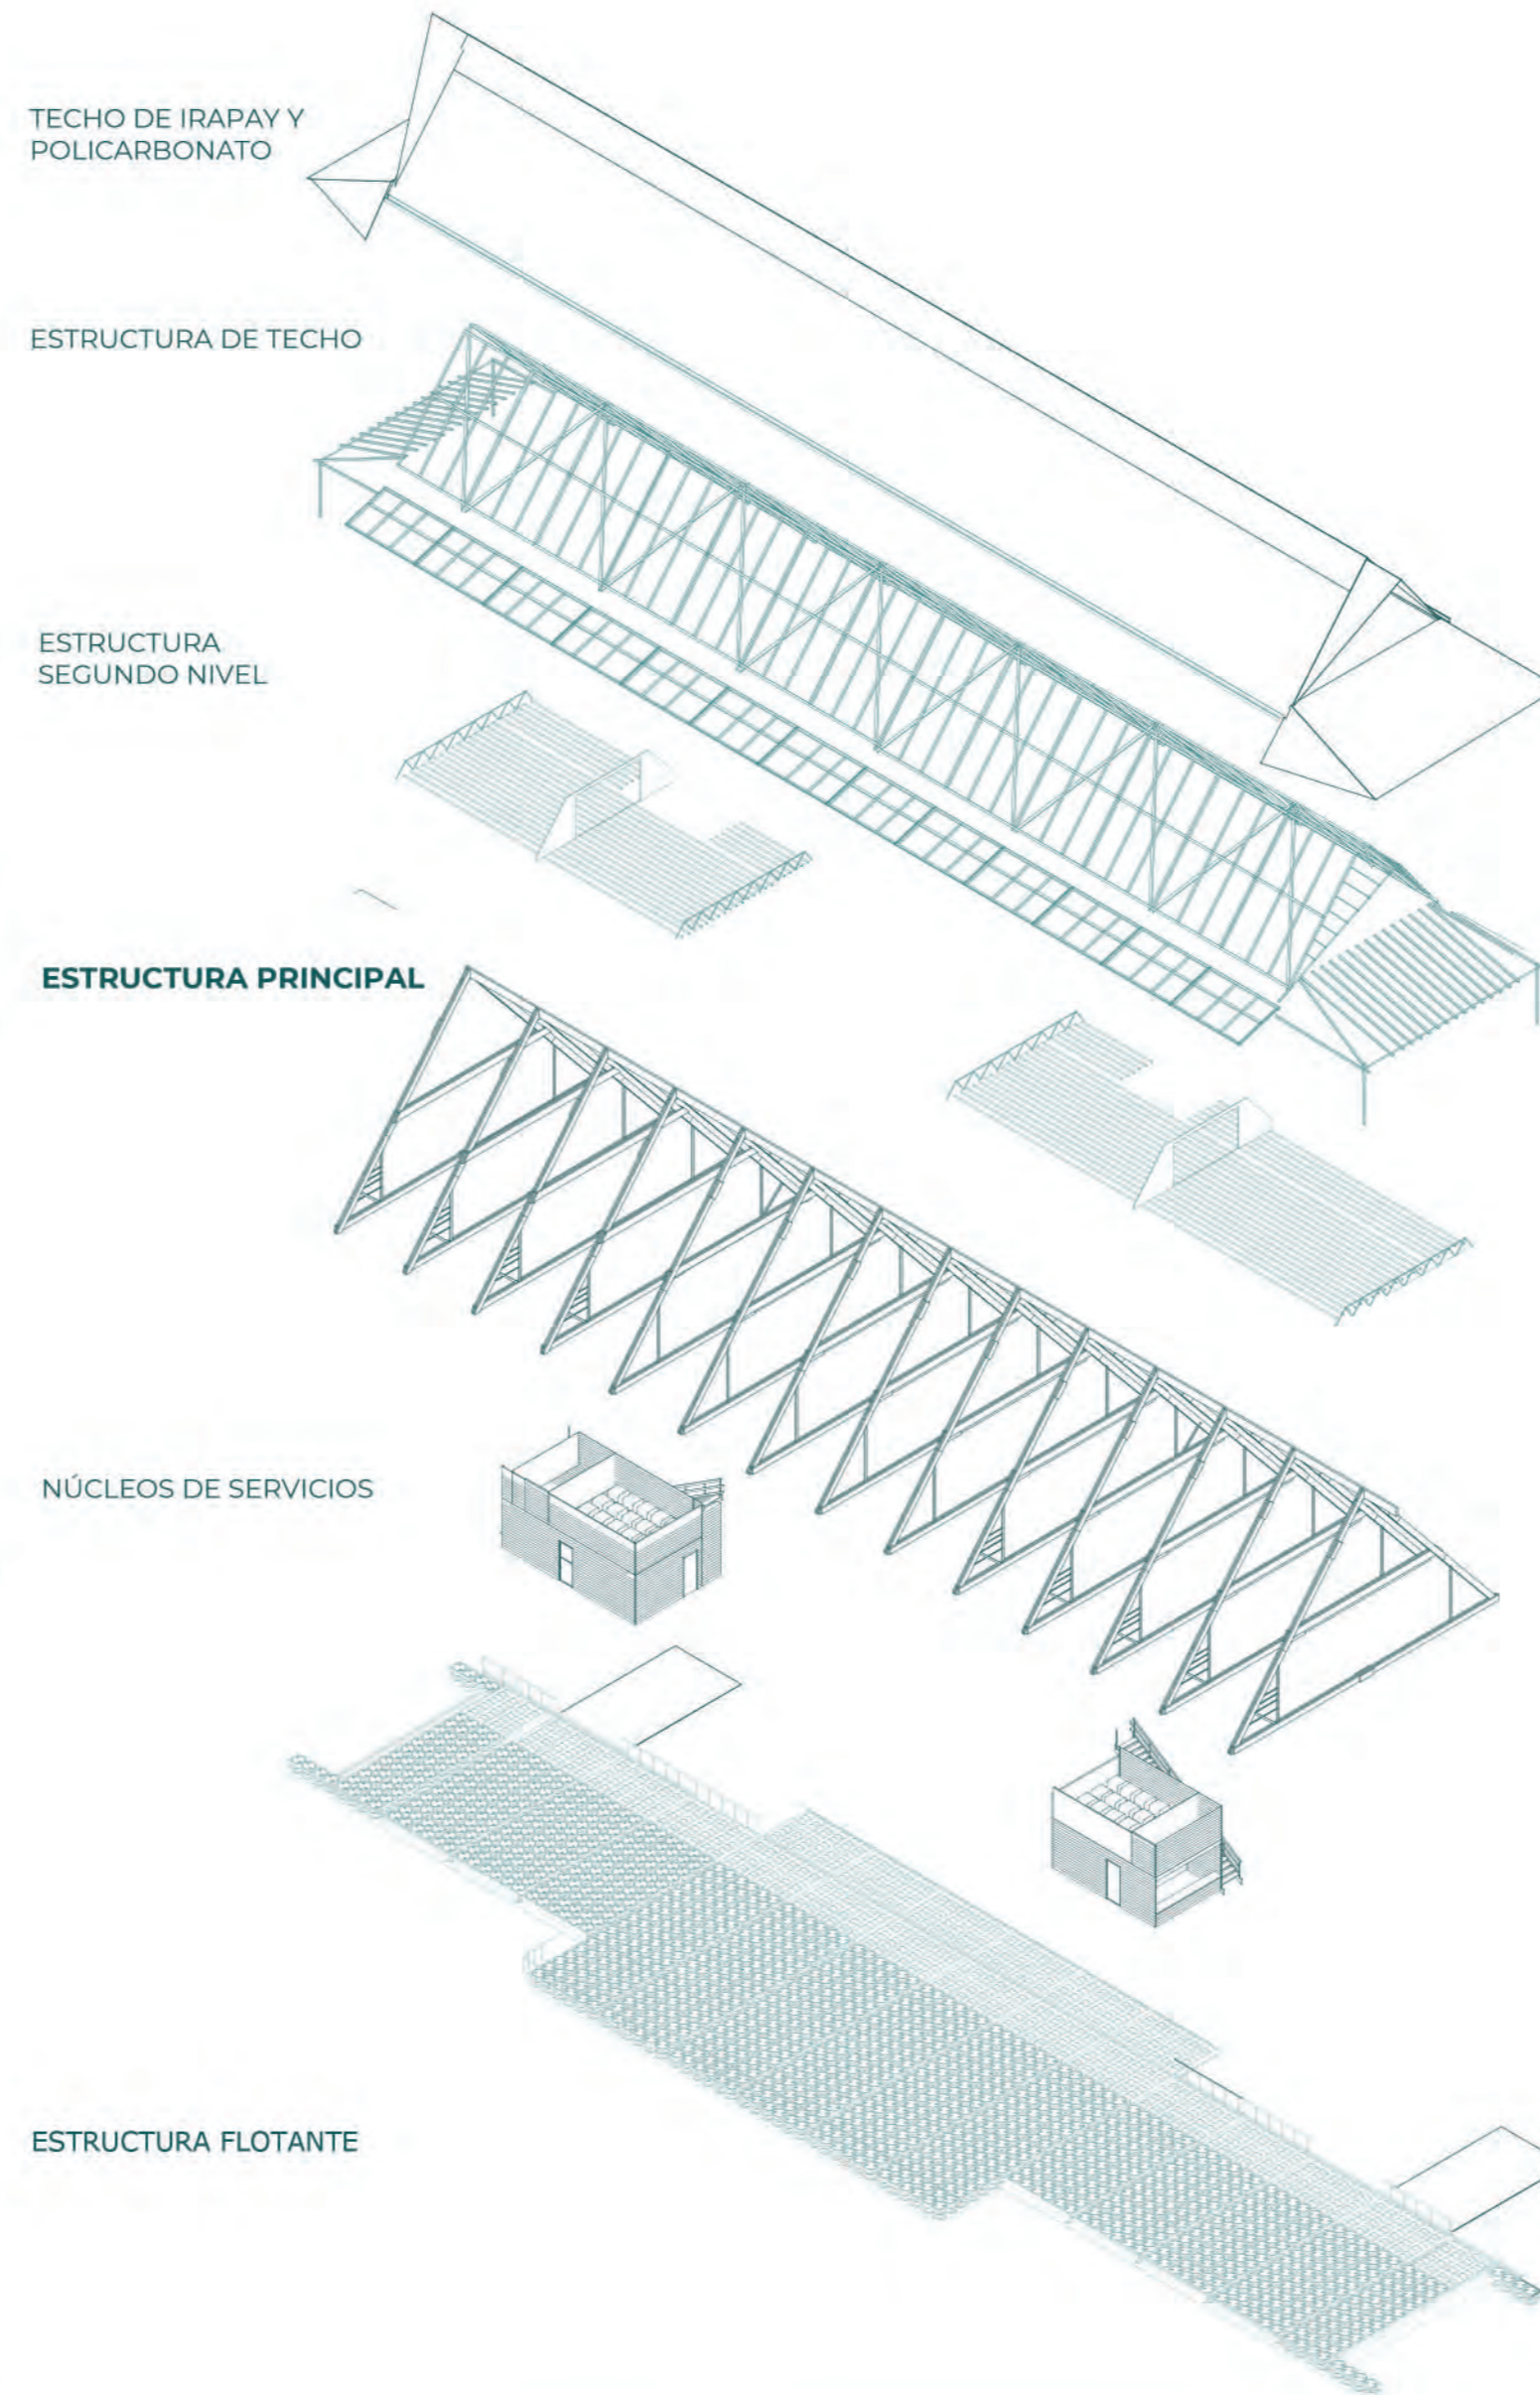 TECHO DE IRAPAY Y
POLICARBONATO
ESTRUCTURA DE TECHO
ESTRUCTURA
SEGUNDO NIVEL
ESTRUCTURA PRINCIPAL
NÚCLEOS DE SERVICIOS
ESTRUCTURA FLOTANTE